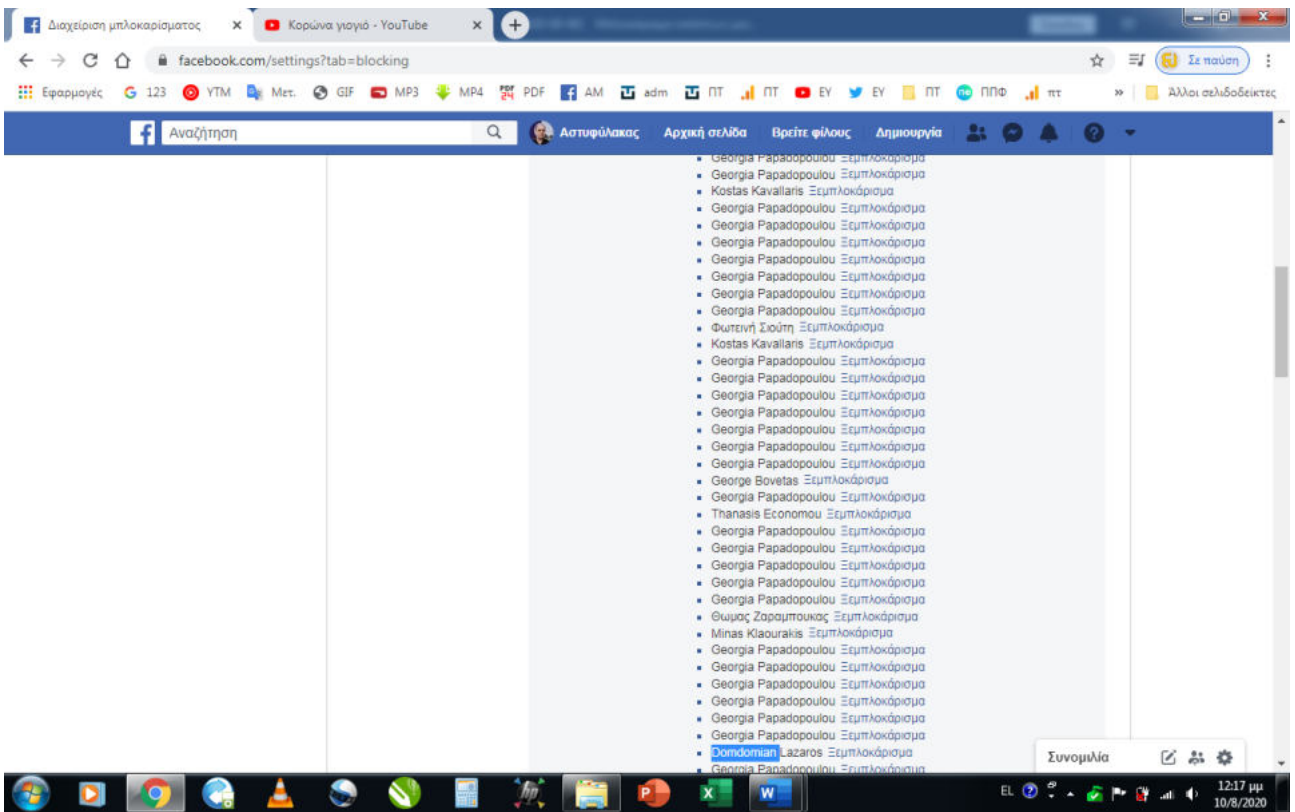 Διαχείριση μπλοκαρίσματος
Κορώνα γιογιό - YouTube
facebook.com/settings?tab=blocking
Σε παύση
Εφαρμογές 123 YTM Μετ. GIF MP3 MP4 PDF AM adm ΠΤ ΠΤ ΕΥ ΕΥ ΠΤ ΠΠΦ ππ » Άλλοι σελιδοδείκτες
Αναζήτηση Αστυφύλακας Αρχική σελίδα Βρείτε φίλους Δημιουργία
Georgia Papadopoulou Ξεμπλοκάρισμα
Georgia Papadopoulou Ξεμπλοκάρισμα
Kostas Kavallaris Ξεμπλοκάρισμα
Georgia Papadopoulou Ξεμπλοκάρισμα
Georgia Papadopoulou Ξεμπλοκάρισμα
Georgia Papadopoulou Ξεμπλοκάρισμα
Georgia Papadopoulou Ξεμπλοκάρισμα
Georgia Papadopoulou Ξεμπλοκάρισμα
Georgia Papadopoulou Ξεμπλοκάρισμα
Georgia Papadopoulou Ξεμπλοκάρισμα
Φωτεινή Σιούτη Ξεμπλοκάρισμα
Kostas Kavallaris Ξεμπλοκάρισμα
Georgia Papadopoulou Ξεμπλοκάρισμα
Georgia Papadopoulou Ξεμπλοκάρισμα
Georgia Papadopoulou Ξεμπλοκάρισμα
Georgia Papadopoulou Ξεμπλοκάρισμα
Georgia Papadopoulou Ξεμπλοκάρισμα
Georgia Papadopoulou Ξεμπλοκάρισμα
Georgia Papadopoulou Ξεμπλοκάρισμα
George Bovetas Ξεμπλοκάρισμα
Georgia Papadopoulou Ξεμπλοκάρισμα
Thanasis Economou Ξεμπλοκάρισμα
Georgia Papadopoulou Ξεμπλοκάρισμα
Georgia Papadopoulou Ξεμπλοκάρισμα
Georgia Papadopoulou Ξεμπλοκάρισμα
Georgia Papadopoulou Ξεμπλοκάρισμα
Georgia Papadopoulou Ξεμπλοκάρισμα
Θωμας Ζαραμπουκας Ξεμπλοκάρισμα
Minas Klaourakis Ξεμπλοκάρισμα
Georgia Papadopoulou Ξεμπλοκάρισμα
Georgia Papadopoulou Ξεμπλοκάρισμα
Georgia Papadopoulou Ξεμπλοκάρισμα
Georgia Papadopoulou Ξεμπλοκάρισμα
Georgia Papadopoulou Ξεμπλοκάρισμα
Georgia Papadopoulou Ξεμπλοκάρισμα
Domdomian Lazaros Ξεμπλοκάρισμα
Georgia Papadopoulou Ξεμπλοκάρισμα
Συνομιλία
EL 12:17 μμ
10/8/2020